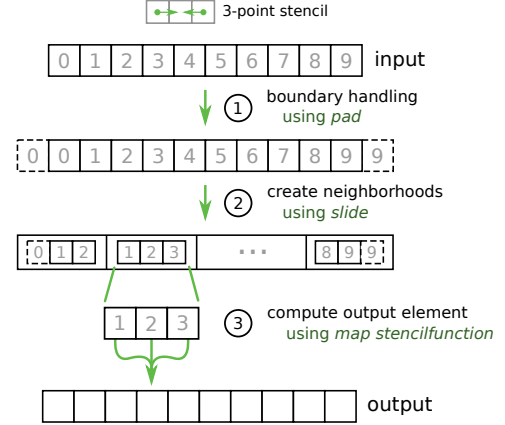 3-point stencil
0 1 2 3 4 5 6 7 8 9 input
1 boundary handling
using pad
0 0 1 2 3 4 5 6 7 8 9 9
2 create neighborhoods
using slide
0 1 2 1 2 3 ... 8 9 9
3 compute output element
using map stencilfunction
1 2 3
output